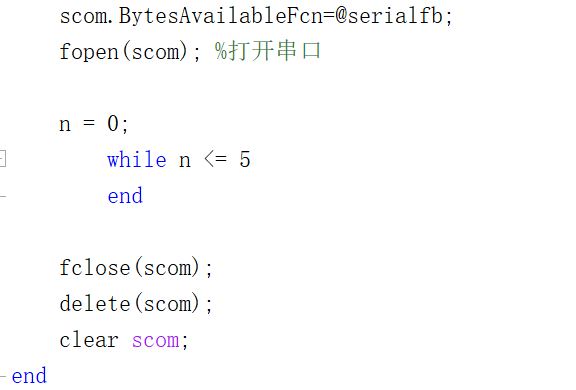 scom.BytesAvailableFcn=@serialfb;
fopen(scom); %打开串口
n = 0;
while n <= 5
end
fclose(scom);
delete(scom);
clear scom;
end